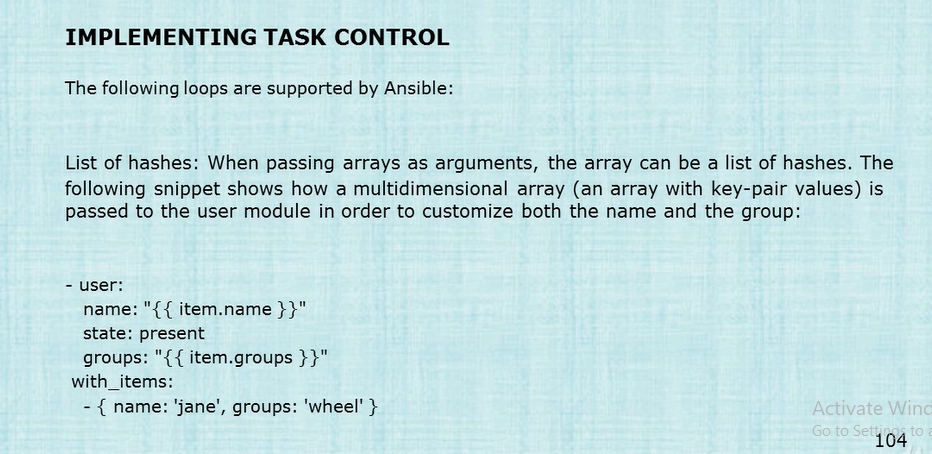 IMPLEMENTING TASK CONTROL
The following loops are supported by Ansible:
List of hashes: When passing arrays as arguments, the array can be a list of hashes. The
following snippet shows how a multidimensional array (an array with key-pair values) is
passed to the user module in order to customize both the name and the group:
- user:
name: "{{ item.name }}"
state: present
groups: "{{ item.groups }}"
with_items:
- { name: 'jane', groups: 'wheel' }
Activate Wind
Go to Settings to a
104